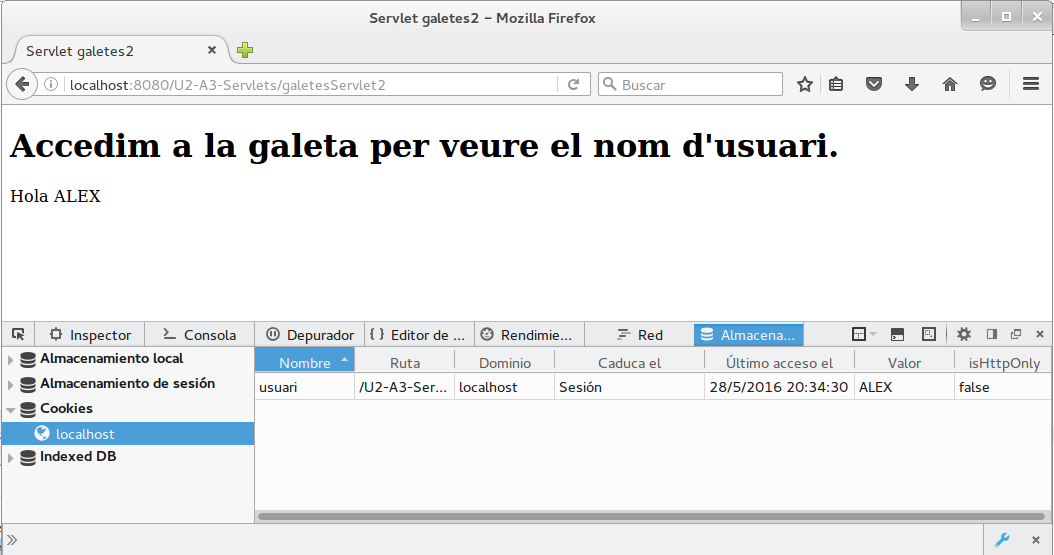 Servlet galetes2 - Mozilla Firefox
Servlet galetes2
localhost:8080/U2-A3-Servlets/galetesServlet2 Buscar
Accedim a la galeta per veure el nom d'usuari.
Hola ALEX
Inspector Consola Depurador Editor de ... Rendimie... Red Almacena...
Almacenamiento local
Almacenamiento de sesión
Cookies
localhost
Indexed DB
Nombre Ruta Dominio Caduca el Último acceso el Valor isHttpOnly
usuari /U2-A3-Ser... localhost Sesión 28/5/2016 20:34:30 ALEX false